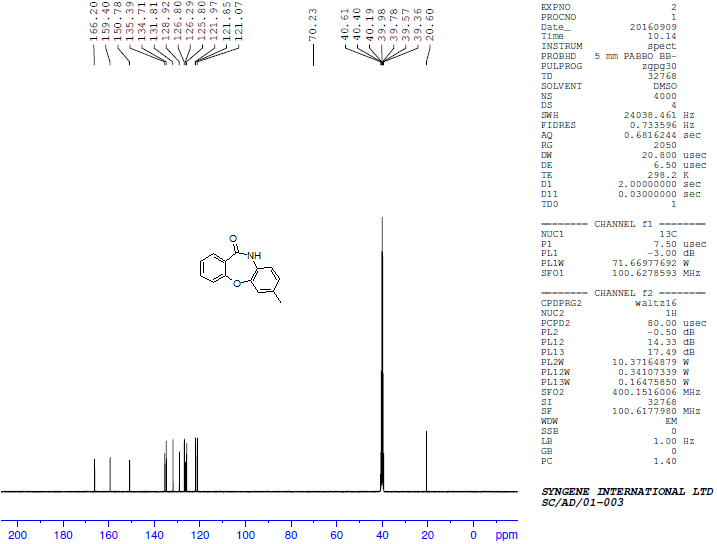 166.20
159.40
150.78
135.39
134.71
131.81
128.92
126.80
126.29
125.80
121.97
121.85
121.07
70.23
40.61
40.40
40.19
39.98
39.78
39.57
39.36
20.60
EXPNO 2
PROCNO 1
Date_ 20160909
Time 10.14
INSTRUM spect
PROBHD 5 mm PABBO BB-
PULPROG zgpg30
TD 32768
SOLVENT DMSO
NS 4000
DS 4
SWH 24038.461 Hz
FIDRES 0.733596 Hz
AQ 0.6816244 sec
RG 2050
DW 20.800 usec
DE 6.50 usec
TE 298.2 K
D1 2.00000000 sec
D11 0.03000000 sec
TD0 1
======== CHANNEL f1 ========
NUC1 13C
P1 7.50 usec
PL1 -3.00 dB
PL1W 71.66977692 W
SFO1 100.6278593 MHz
======== CHANNEL f2 ========
CPDPRG2 waltz16
NUC2 1H
PCPD2 80.00 usec
PL2 -0.50 dB
PL12 14.33 dB
PL13 17.49 dB
PL2W 10.37164879 W
PL12W 0.34107339 W
PL13W 0.16475850 W
SFO2 400.1516006 MHz
SI 32768
SF 100.6177980 MHz
WDW EM
SSB 0
LB 1.00 Hz
GB 0
PC 1.40
O
NH
O
SYNGENE INTERNATIONAL LTD
SC/AD/01-003
200 180 160 140 120 100 80 60 40 20 0 ppm